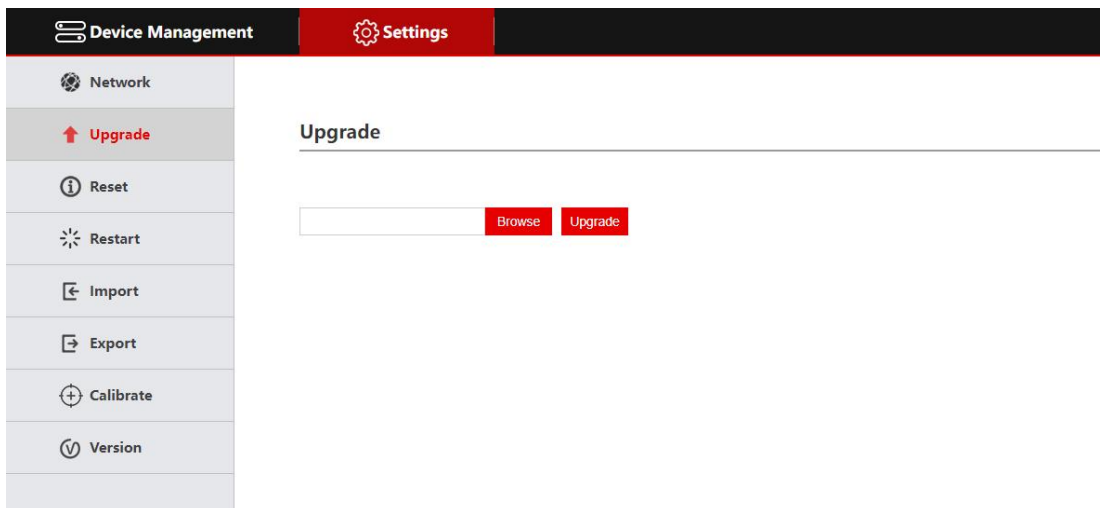 Device Management
Settings
Network
Upgrade
Reset
Restart
Import
Export
Calibrate
Version
Upgrade
Browse
Upgrade